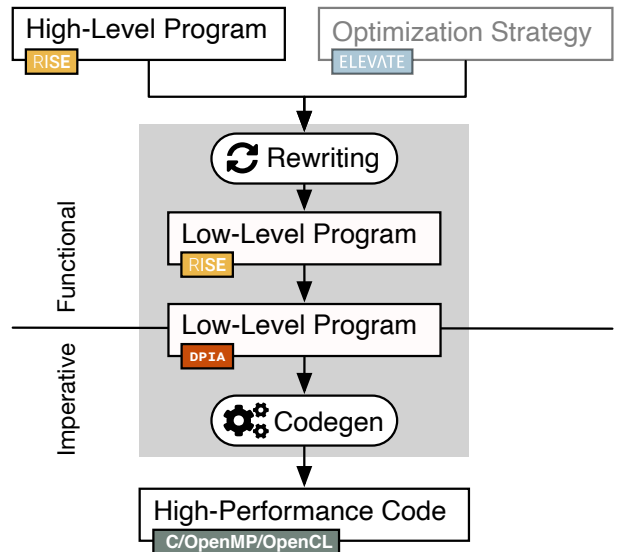 High-Level Program
RISE
Optimization Strategy
ELEVATE
Rewriting
Functional
Low-Level Program
RISE
Low-Level Program
DPIA
Imperative
Codegen
High-Performance Code
C/OpenMP/OpenCL